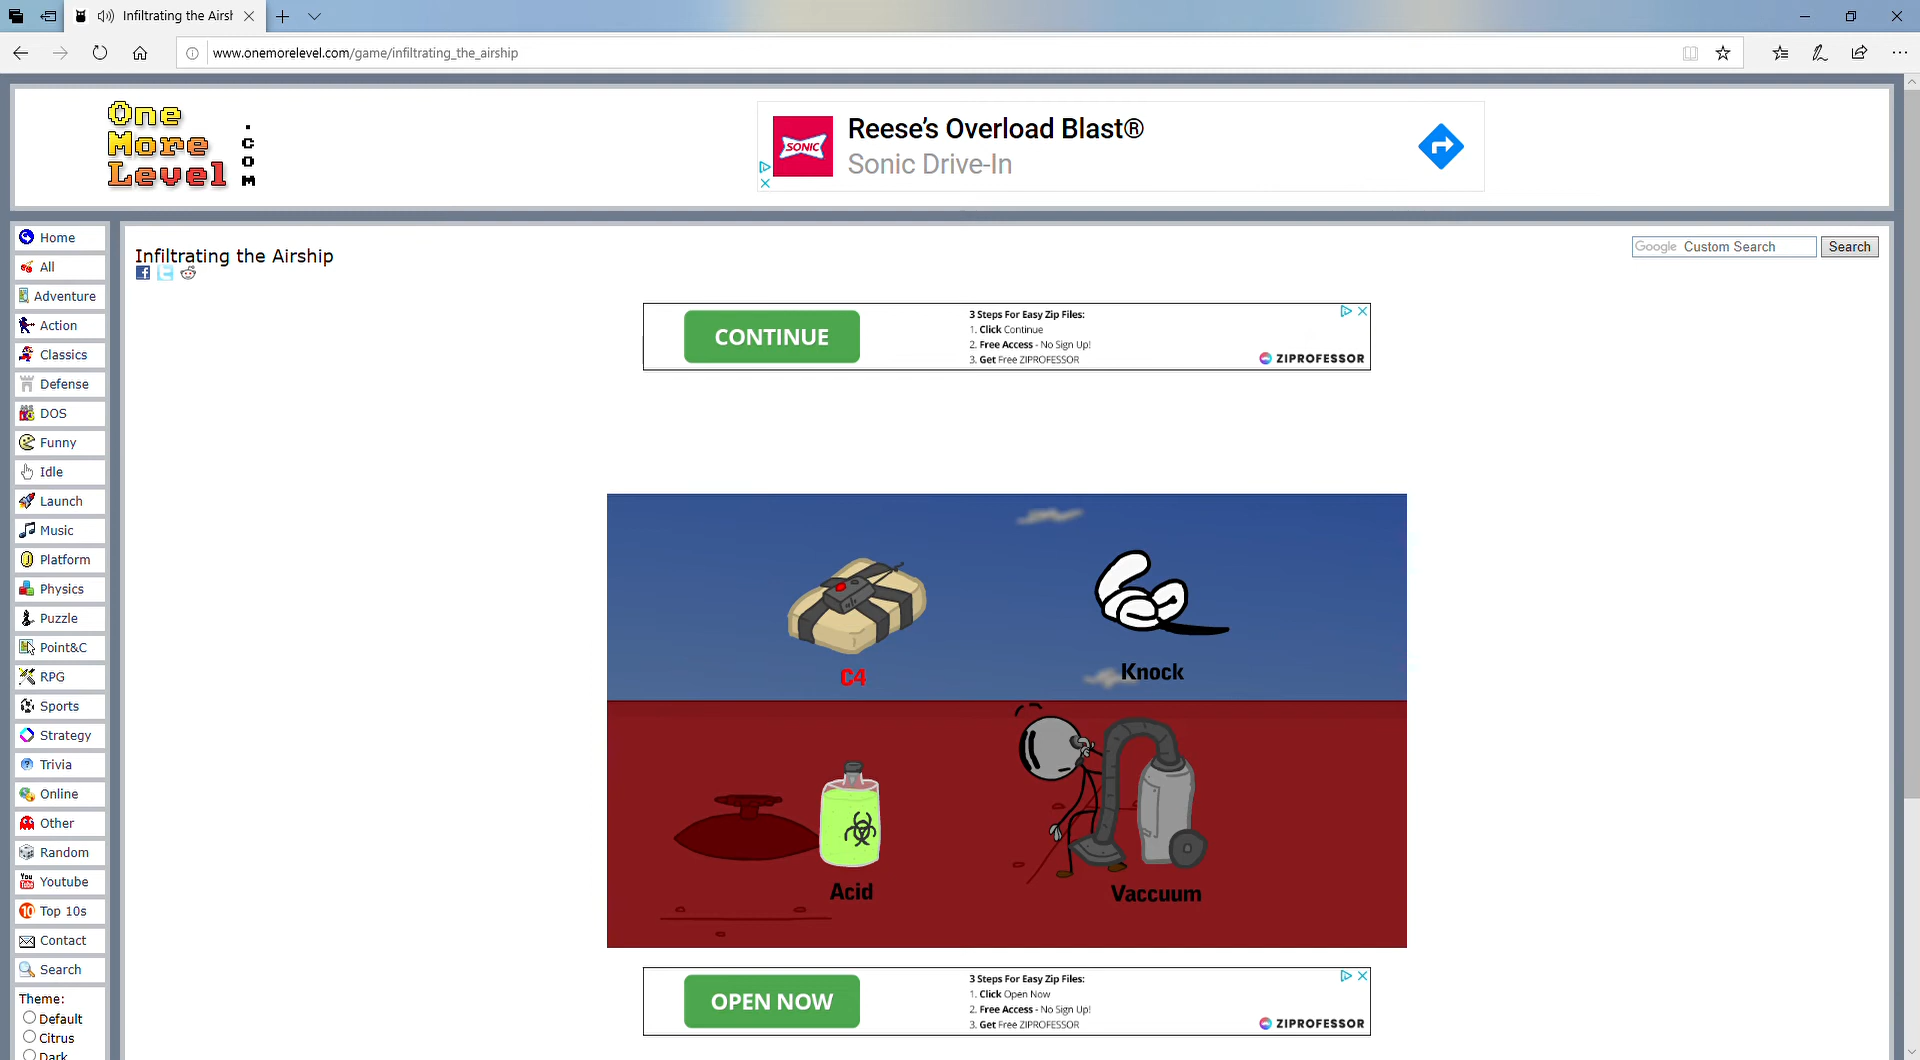 Infiltrating the Airsh
www.onemorelevel.com/game/infiltrating_the_airship
One
More
Level
.com
SONIC
Reese's Overload Blast®
Sonic Drive-In
Home
All
Adventure
Action
Classics
Defense
DOS
Funny
Idle
Launch
Music
Platform
Physics
Puzzle
Point&C
RPG
Sports
Strategy
Trivia
Online
Other
Random
Youtube
Top 10s
Contact
Search
Theme:
Default
Citrus
Dark
Infiltrating the Airship
Google Custom Search
Search
CONTINUE
3 Steps For Easy Zip Files:
1. Click Continue
2. Free Access - No Sign Up!
3. Get Free ZIPROFESSOR
ZIPROFESSOR
C4
Knock
Acid
Vaccuum
OPEN NOW
3 Steps For Easy Zip Files:
1. Click Open Now
2. Free Access - No Sign Up!
3. Get Free ZIPROFESSOR
ZIPROFESSOR